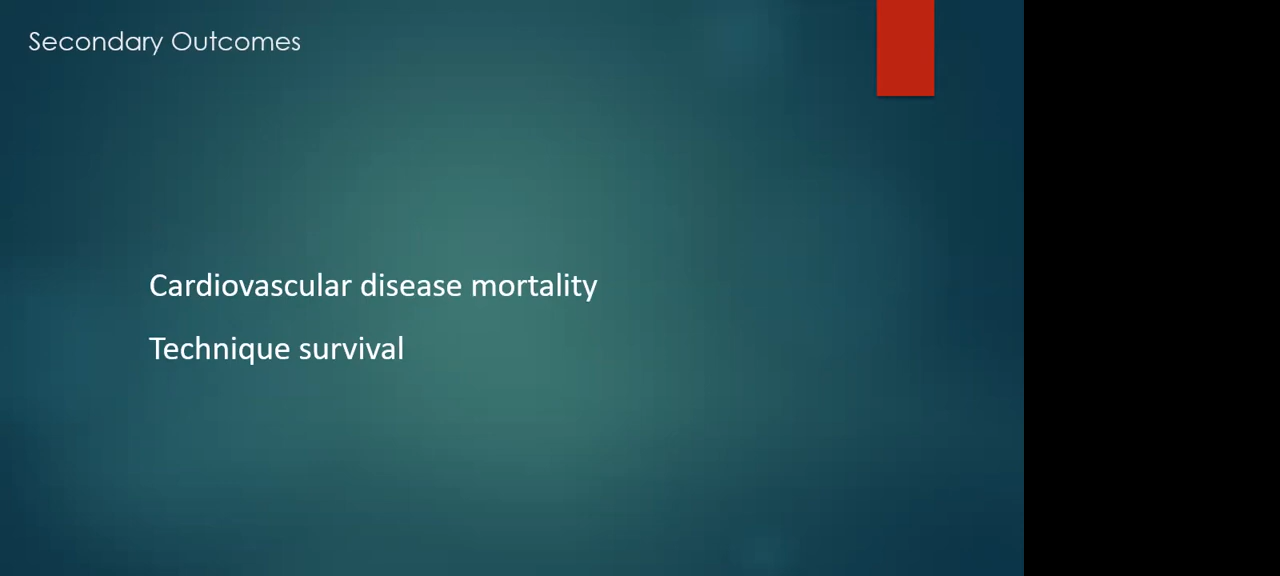 Secondary Outcomes
Cardiovascular disease mortality
Technique survival